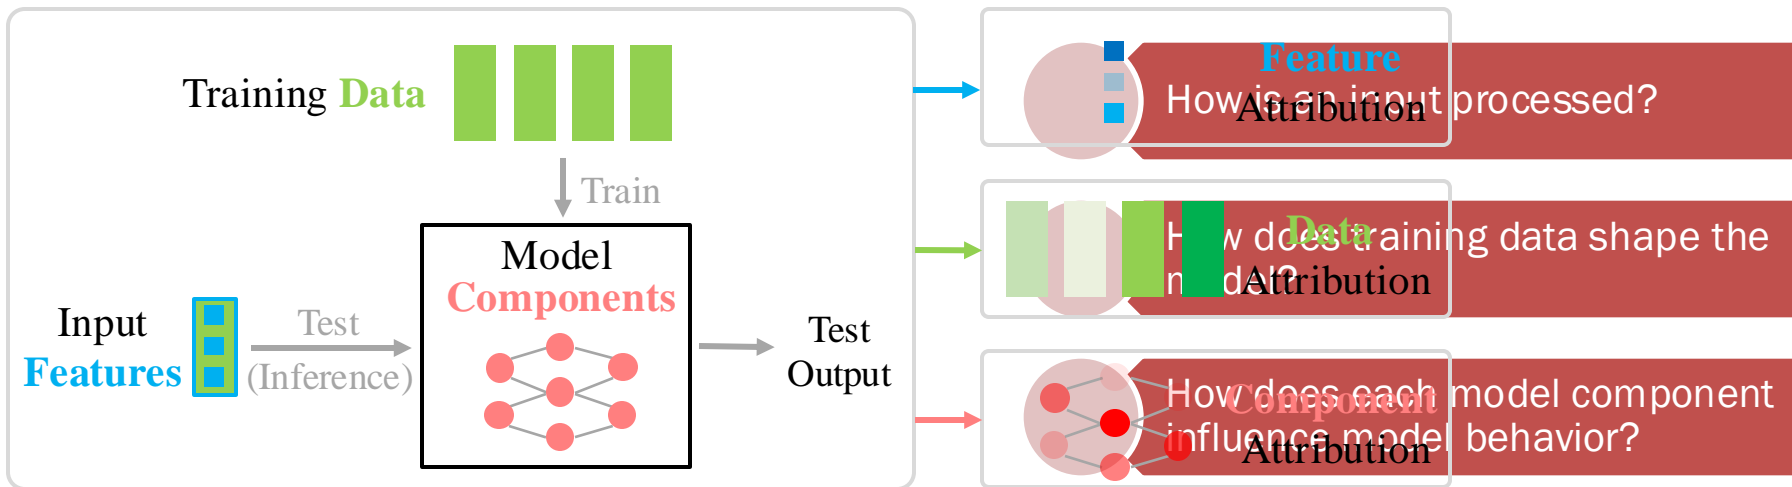 Training Data
Train
Model
Components
Input
Features
Test
(Inference)
Test
Output
Feature
Attribution
How is an input processed?
Data
Attribution
How does training data shape the
model?
Component
Attribution
How does each model component
influence model behavior?